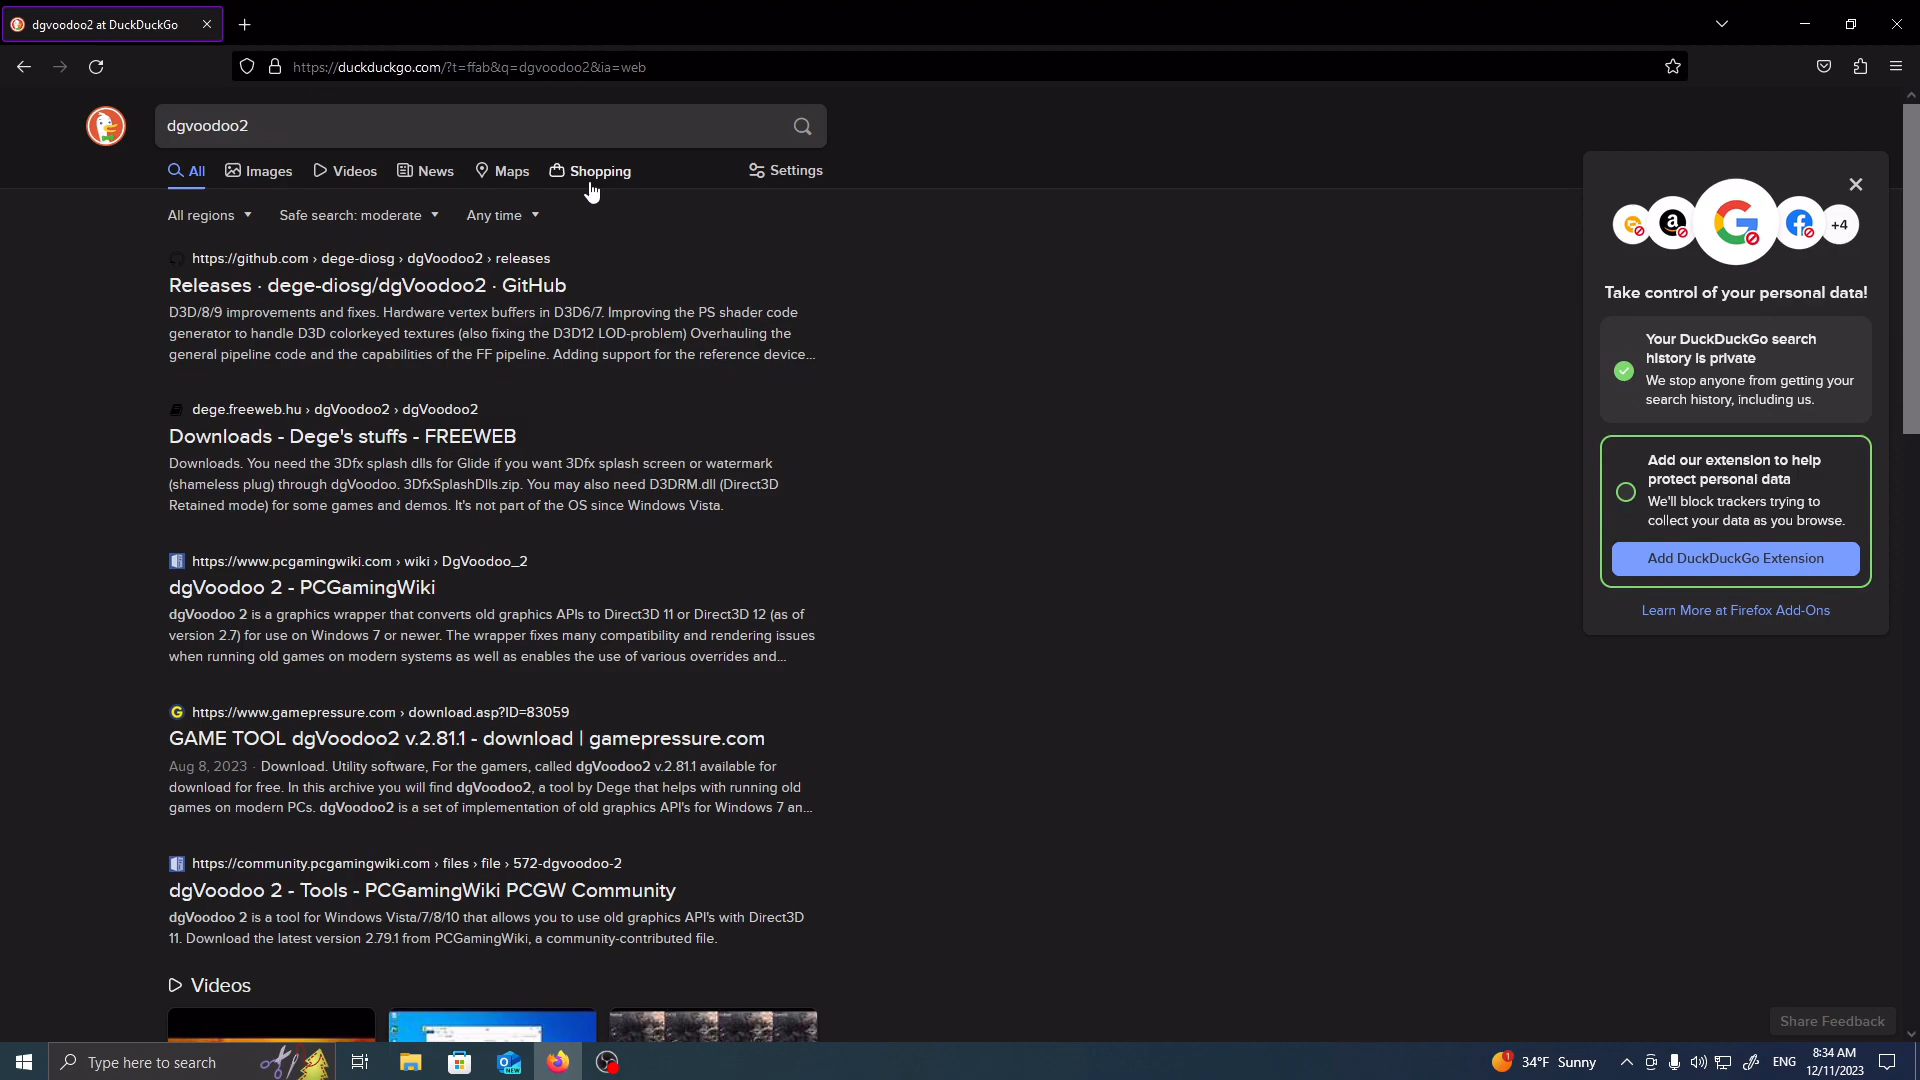 dgvoodoo2 at DuckDuckGo
https://duckduckgo.com/?t=ffab&q=dgvoodoo2&ia=web
dgvoodoo2
All
Images
Videos
News
Maps
Shopping
Settings
All regions
Safe search: moderate
Any time
https://github.com › dege-diosg › dgVoodoo2 › releases
Releases · dege-diosg/dgVoodoo2 · GitHub
D3D/8/9 improvements and fixes. Hardware vertex buffers in D3D6/7. Improving the PS shader code
generator to handle D3D colorkeyed textures (also fixing the D3D12 LOD-problem) Overhauling the
general pipeline code and the capabilities of the FF pipeline. Adding support for the reference device...
dege.freeweb.hu › dgVoodoo2 › dgVoodoo2
Downloads - Dege's stuffs - FREEWEB
Downloads. You need the 3Dfx splash dlls for Glide if you want 3Dfx splash screen or watermark
(shameless plug) through dgVoodoo. 3DfxSplashDlls.zip. You may also need D3DRM.dll (Direct3D
Retained mode) for some games and demos. It's not part of the OS since Windows Vista.
https://www.pcgamingwiki.com › wiki › DgVoodoo_2
dgVoodoo 2 - PCGamingWiki
dgVoodoo 2 is a graphics wrapper that converts old graphics APIs to Direct3D 11 or Direct3D 12 (as of
version 2.7) for use on Windows 7 or newer. The wrapper fixes many compatibility and rendering issues
when running old games on modern systems as well as enables the use of various overrides and...
https://www.gamepressure.com › download.asp?ID=83059
GAME TOOL dgVoodoo2 v.2.81.1 - download | gamepressure.com
Aug 8, 2023 · Download. Utility software, For the gamers, called dgVoodoo2 v.2.81.1 available for
download for free. In this archive you will find dgVoodoo2, a tool by Dege that helps with running old
games on modern PCs. dgVoodoo2 is a set of implementation of old graphics API's for Windows 7 an...
https://community.pcgamingwiki.com › files › file › 572-dgvoodoo-2
dgVoodoo 2 - Tools - PCGamingWiki PCGW Community
dgVoodoo 2 is a tool for Windows Vista/7/8/10 that allows you to use old graphics API's with Direct3D
11. Download the latest version 2.79.1 from PCGamingWiki, a community-contributed file.
Videos
+4
Take control of your personal data!
Your DuckDuckGo search
history is private
We stop anyone from getting your
search history, including us.
Add our extension to help
protect personal data
We'll block trackers trying to
collect your data as you browse.
Add DuckDuckGo Extension
Learn More at Firefox Add-Ons
Share Feedback
Type here to search
1
34°F Sunny
ENG
8:34 AM
12/11/2023